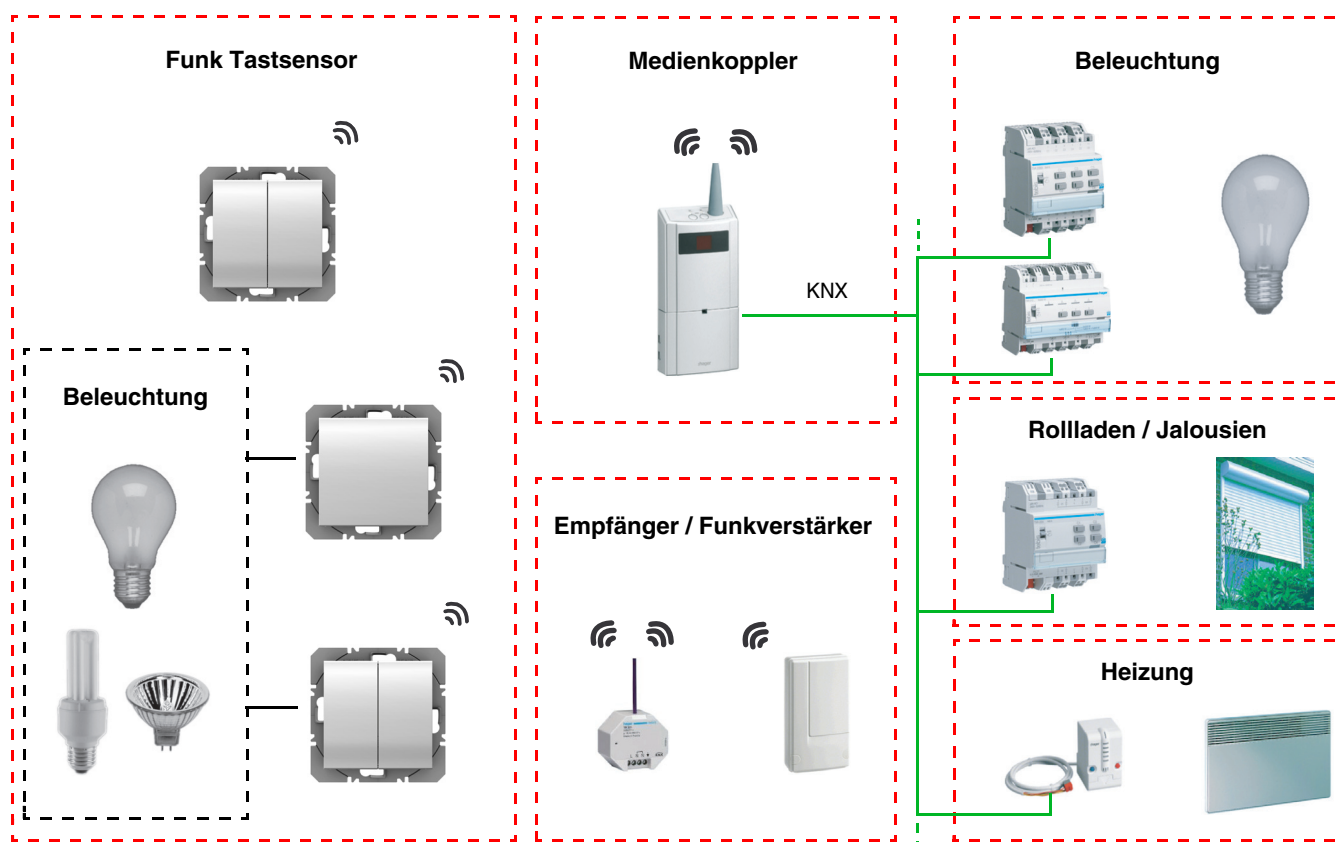 Funk Tastsensor
Medienkoppler
Beleuchtung
KNX
Beleuchtung
Rollladen / Jalousien
Empfänger / Funkverstärker
Heizung